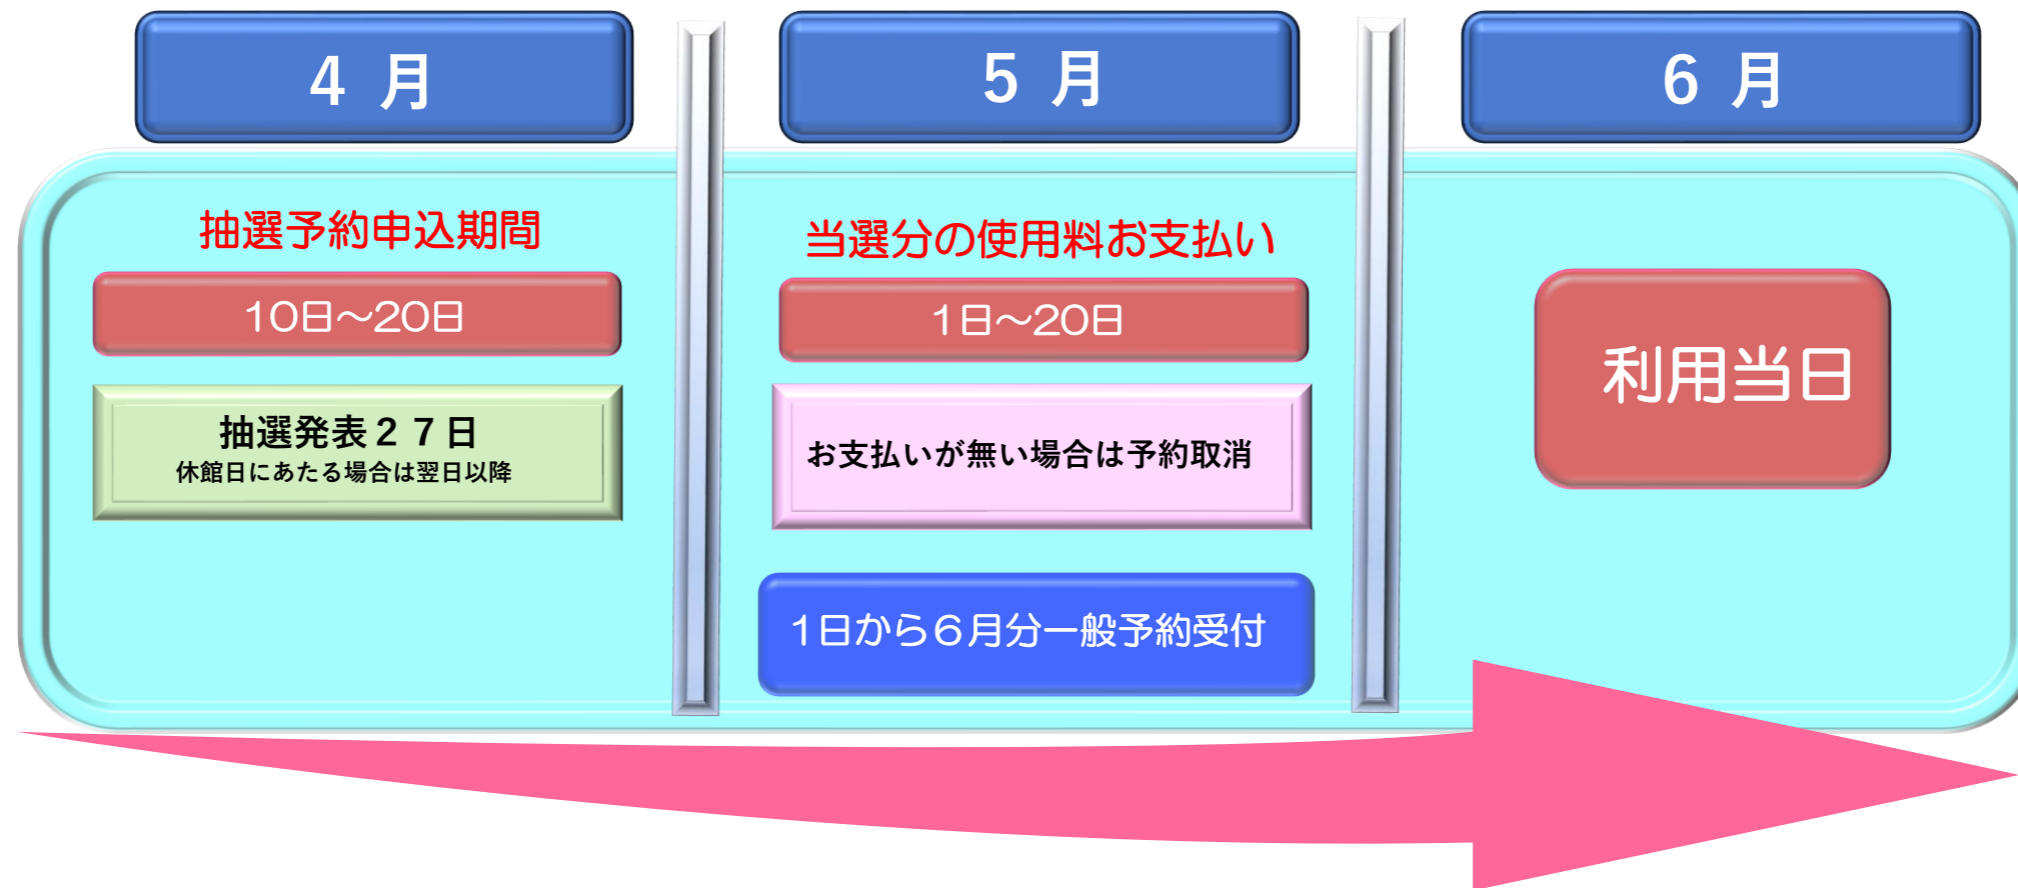 4 月
抽選予約申込期間
10日～20日
抽選発表２７日
休館日にあたる場合は翌日以降
5 月
当選分の使用料お支払い
1日～20日
お支払いが無い場合は予約取消
1日から６月分一般予約受付
6 月
利用当日